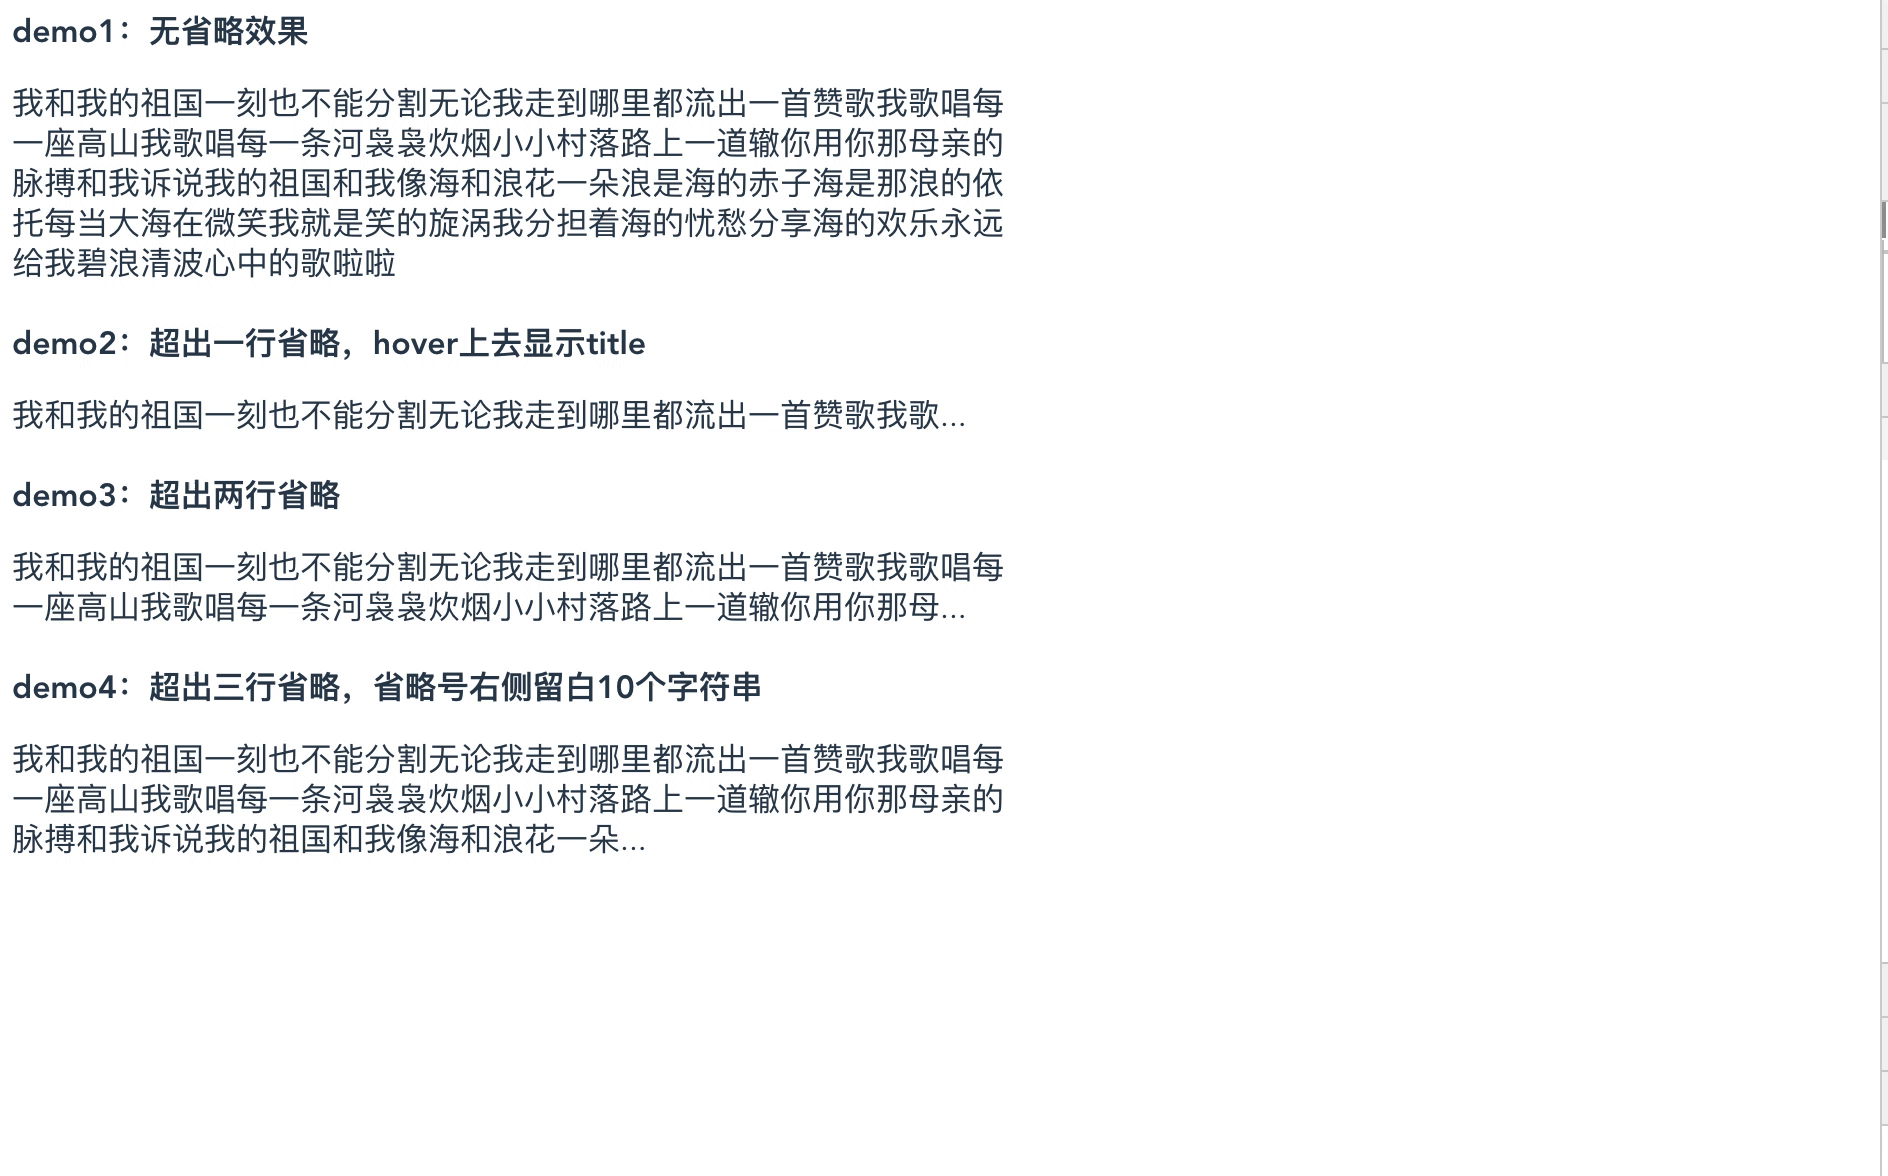 demo1：无省略效果
我和我的祖国一刻也不能分割无论我走到哪里都流出一首赞歌我歌唱每
一座高山我歌唱每一条河袅袅炊烟小小村落路上一道辙你用你那母亲的
脉搏和我诉说我的祖国和我像海和浪花一朵浪是海的赤子海是那浪的依
托每当大海在微笑我就是笑的旋涡我分担着海的忧愁分享海的欢乐永远
给我碧浪清波心中的歌啦啦
demo2：超出一行省略，hover上去显示title
我和我的祖国一刻也不能分割无论我走到哪里都流出一首赞歌我歌...
demo3：超出两行省略
我和我的祖国一刻也不能分割无论我走到哪里都流出一首赞歌我歌唱每
一座高山我歌唱每一条河袅袅炊烟小小村落路上一道辙你用你那母...
demo4：超出三行省略，省略号右侧留白10个字符串
我和我的祖国一刻也不能分割无论我走到哪里都流出一首赞歌我歌唱每
一座高山我歌唱每一条河袅袅炊烟小小村落路上一道辙你用你那母亲的
脉搏和我诉说我的祖国和我像海和浪花一朵...